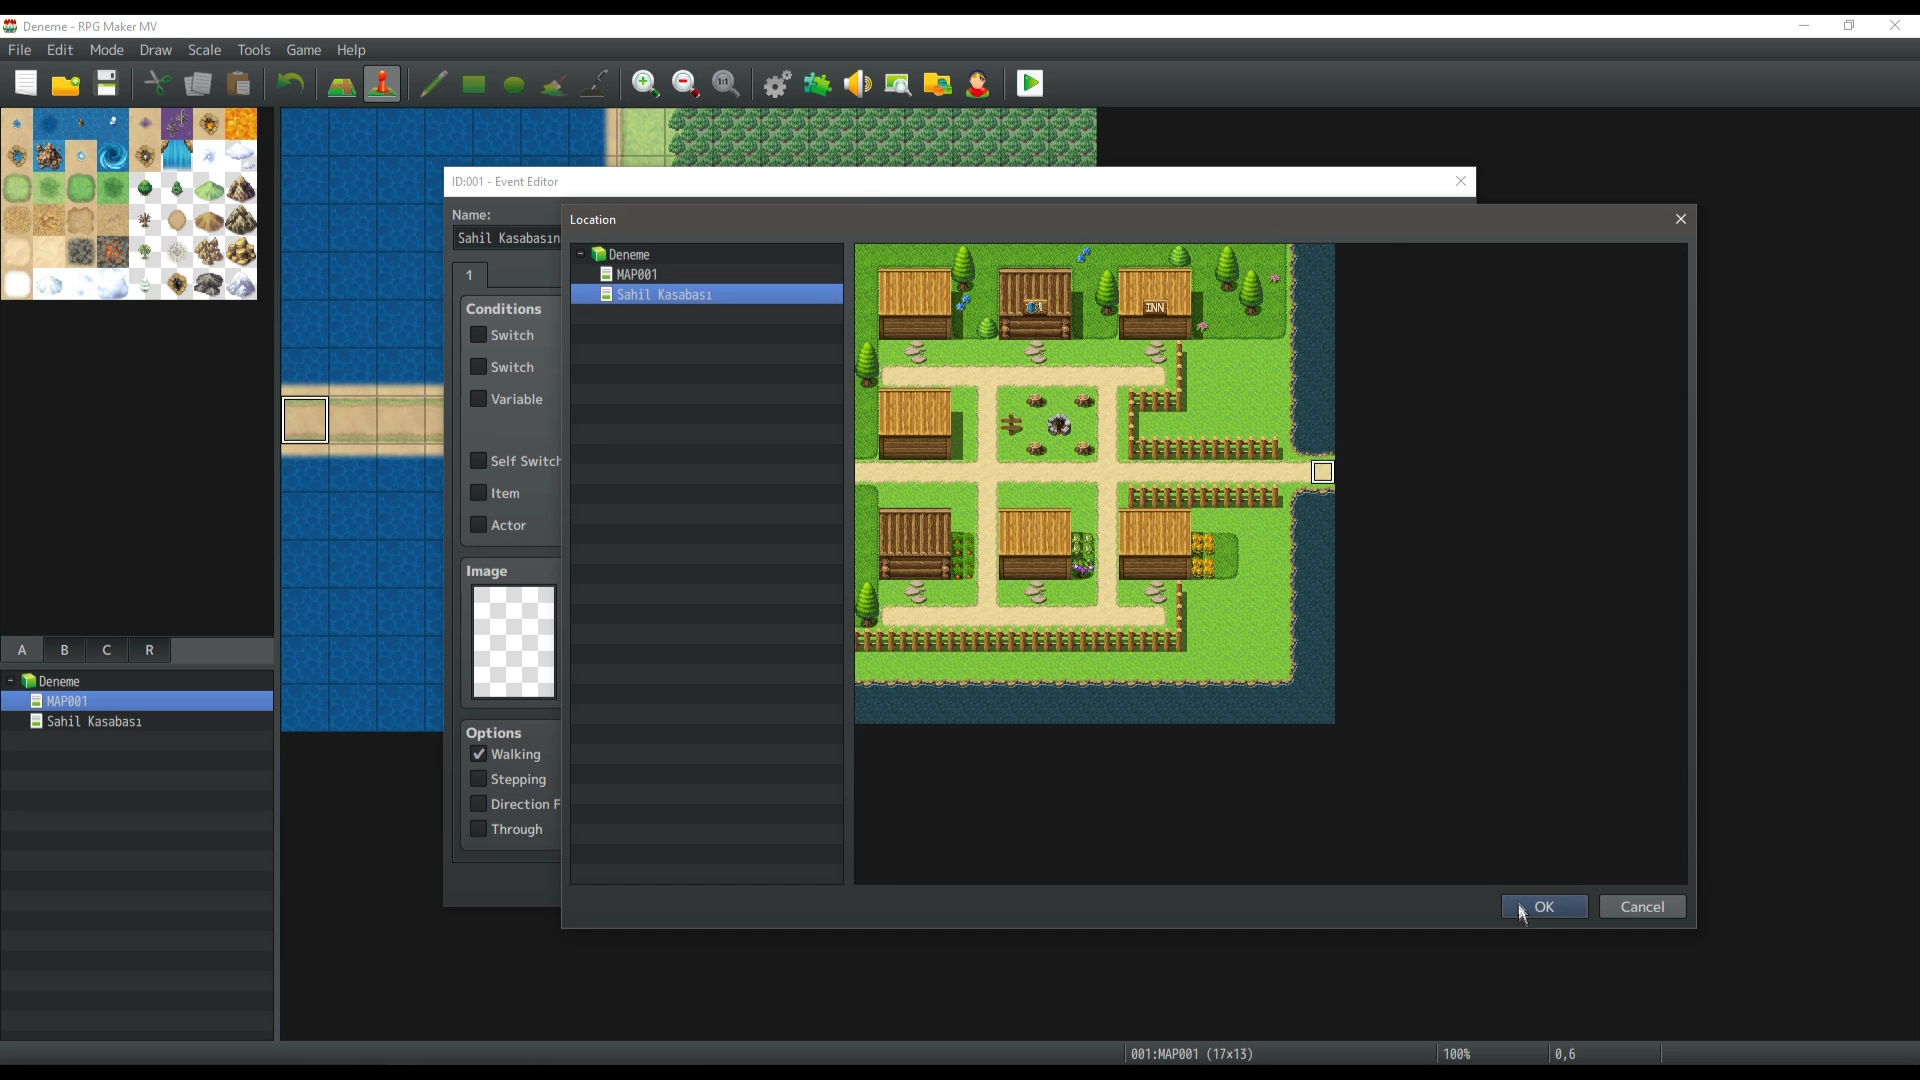 Deneme - RPG Maker MV
File Edit Mode Draw Scale Tools Game Help
1:1
ID:001 - Event Editor
Name:
Sahil Kasabasın
1
Conditions
Switch
Switch
Variable
Self Switch
Item
Actor
Image
Options
Walking
Stepping
Direction F
Through
Location
Deneme
MAP001
Sahil Kasabası
INN
OK Cancel
A B C R
Deneme
MAP001
Sahil Kasabası
001:MAP001 (17x13) 100% 0,6